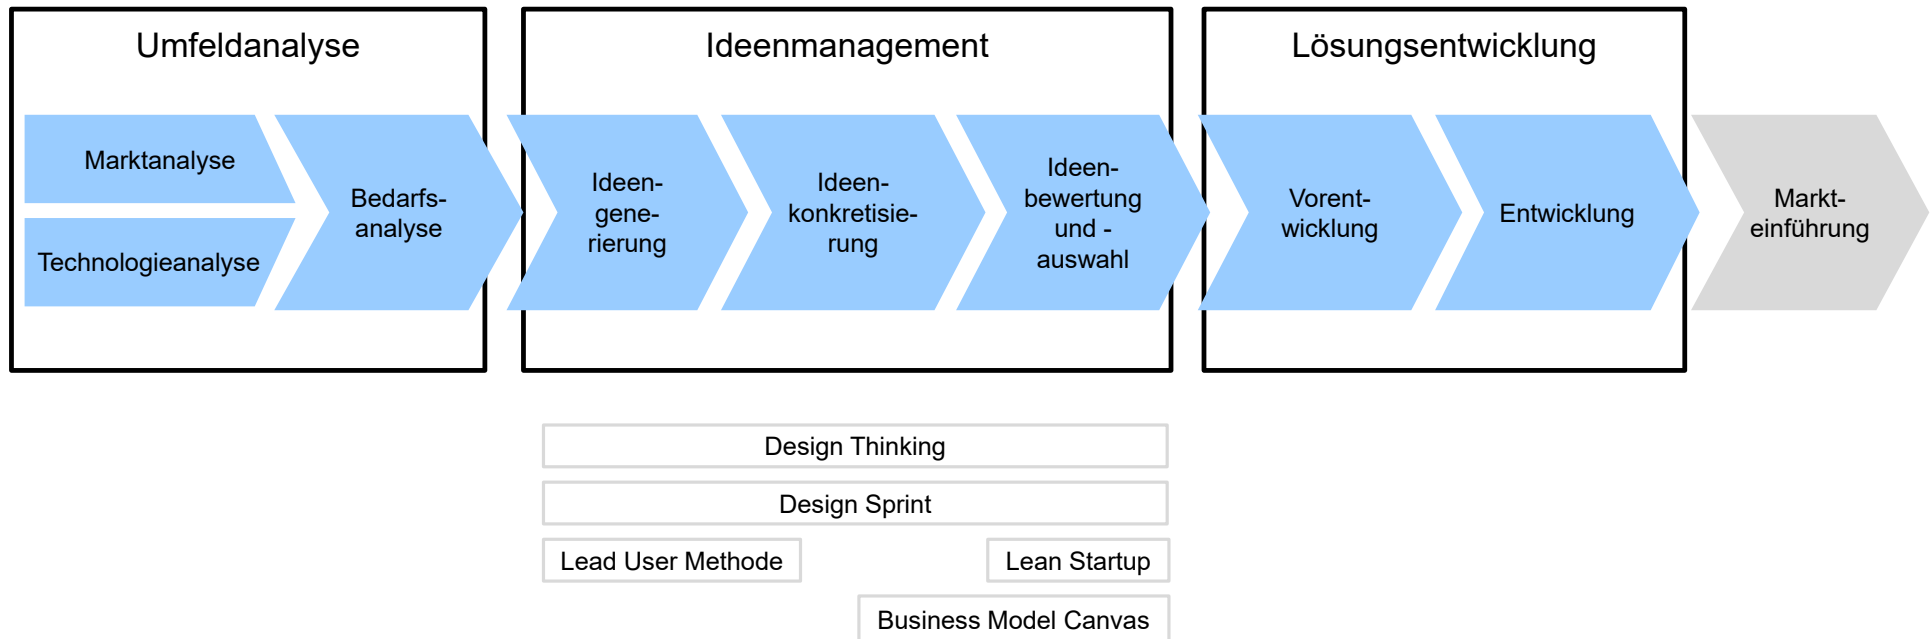 Umfeldanalyse
Ideenmanagement
Lösungsentwicklung
Marktanalyse
Technologieanalyse
Bedarfs-
analyse
Ideen-
gene-
rierung
Ideen-
konkretisie-
rung
Ideen-
bewertung
und -
auswahl
Vorent-
wicklung
Entwicklung
Markt-
einführung
Design Thinking
Design Sprint
Lead User Methode
Lean Startup
Business Model Canvas